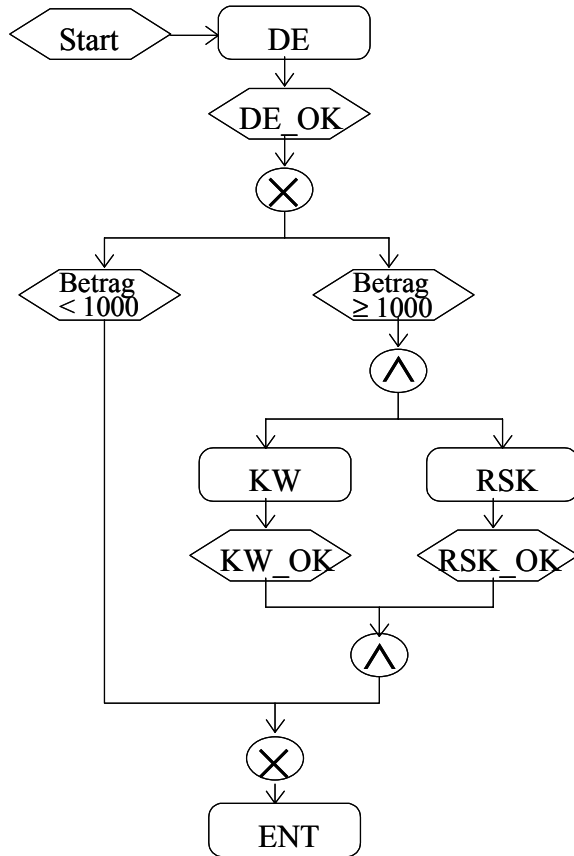 Start
DE
DE_OK
Betrag
< 1000
Betrag
≥ 1000
KW
RSK
KW_OK
RSK_OK
ENT